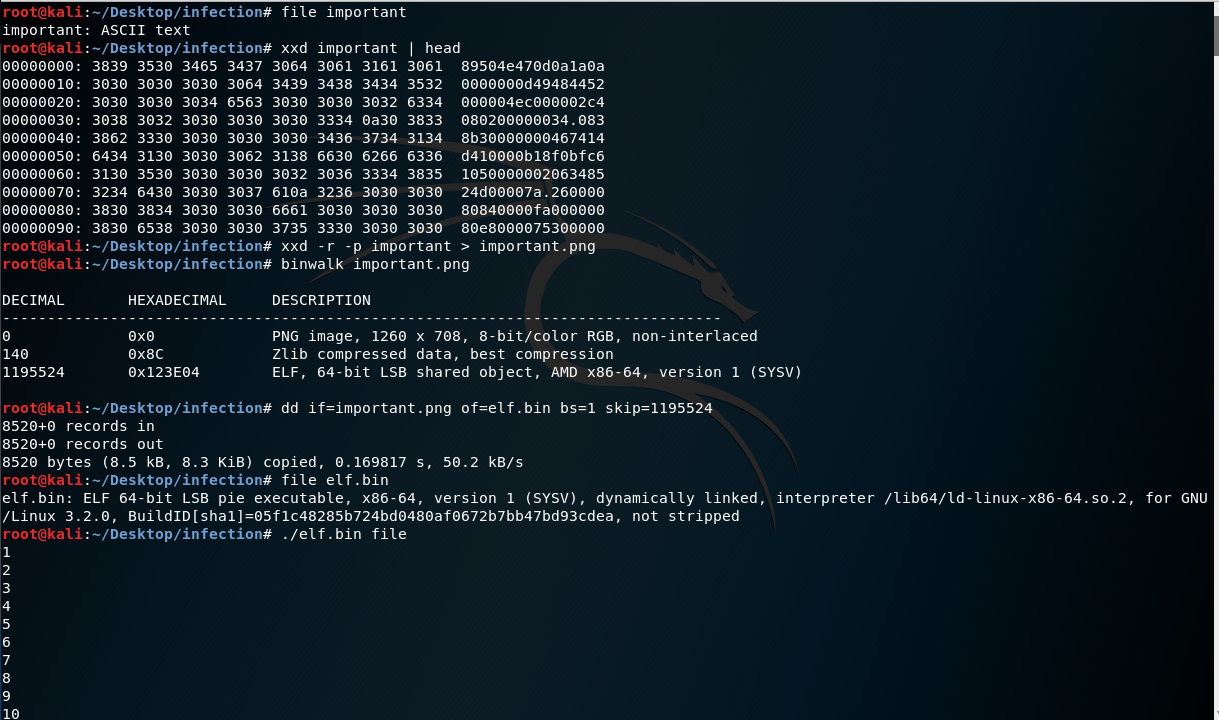 root@kali:~/Desktop/infection# file important
important: ASCII text
root@kali:~/Desktop/infection# xxd important | head
00000000: 3839 3530 3465 3437 3064 3061 3161 3061  89504e470d0a1a0a
00000010: 3030 3030 3030 3064 3439 3438 3434 3532  0000000d49484452
00000020: 3030 3030 3034 6563 3030 3030 3032 6334  000004ec000002c4
00000030: 3038 3032 3030 3030 3030 3334 0a30 3833  080200000034.083
00000040: 3862 3330 3030 3030 3030 3436 3734 3134  8b30000000467414
00000050: 6434 3130 3030 3062 3138 6630 6266 6336  d410000b18f0bfc6
00000060: 3130 3530 3030 3030 3032 3036 3334 3835  1050000002063485
00000070: 3234 6430 3030 3037 610a 3236 3030 3030  24d00007a.260000
00000080: 3830 3834 3030 3030 6661 3030 3030 3030  80840000fa000000
00000090: 3830 6538 3030 3030 3735 3330 3030 3030  80e8000075300000
root@kali:~/Desktop/infection# xxd -r -p important > important.png
root@kali:~/Desktop/infection# binwalk important.png
DECIMAL       HEXADECIMAL     DESCRIPTION
--------------------------------------------------------------------------------
0             0x0             PNG image, 1260 x 708, 8-bit/color RGB, non-interlaced
140           0x8C            Zlib compressed data, best compression
1195524       0x123E04        ELF, 64-bit LSB shared object, AMD x86-64, version 1 (SYSV)
root@kali:~/Desktop/infection# dd if=important.png of=elf.bin bs=1 skip=1195524
8520+0 records in
8520+0 records out
8520 bytes (8.5 kB, 8.3 KiB) copied, 0.169817 s, 50.2 kB/s
root@kali:~/Desktop/infection# file elf.bin
elf.bin: ELF 64-bit LSB pie executable, x86-64, version 1 (SYSV), dynamically linked, interpreter /lib64/ld-linux-x86-64.so.2, for GNU
/Linux 3.2.0, BuildID[sha1]=05f1c48285b724bd0480af0672b7bb47bd93cdea, not stripped
root@kali:~/Desktop/infection# ./elf.bin file
1
2
3
4
5
6
7
8
9
10